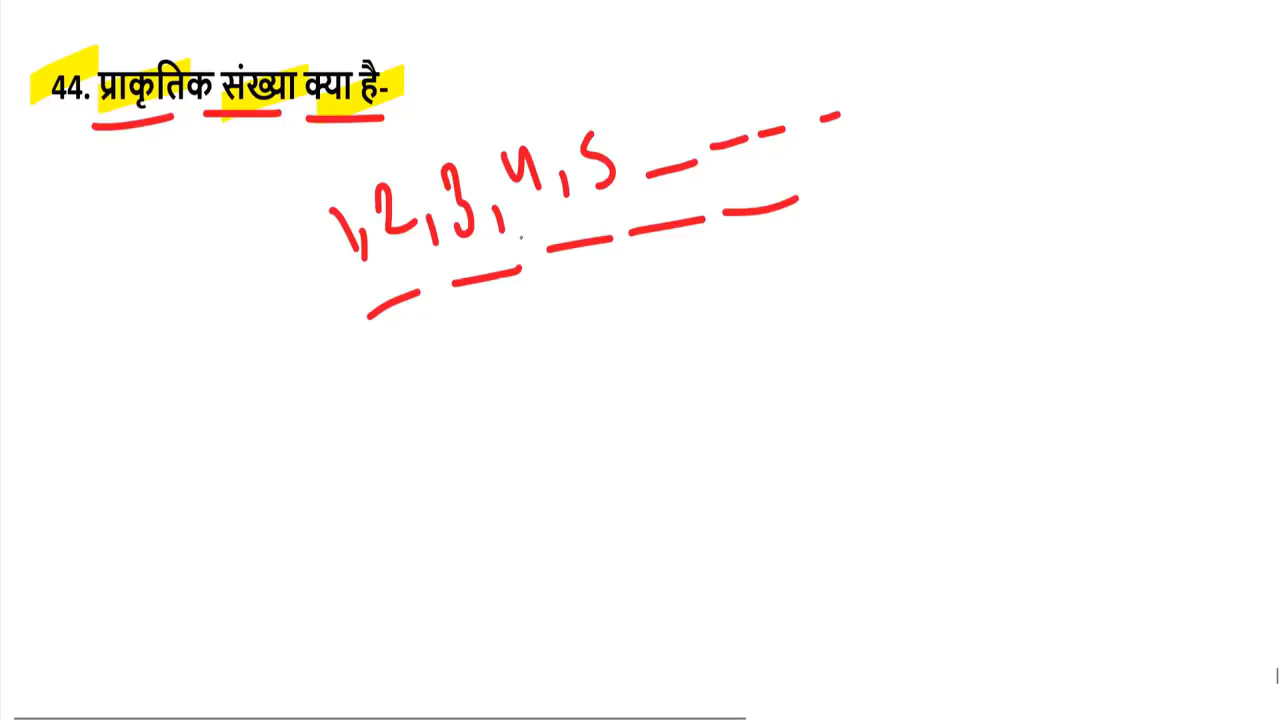 44. प्राकृतिक संख्या क्या है-
1,2,3,4,5